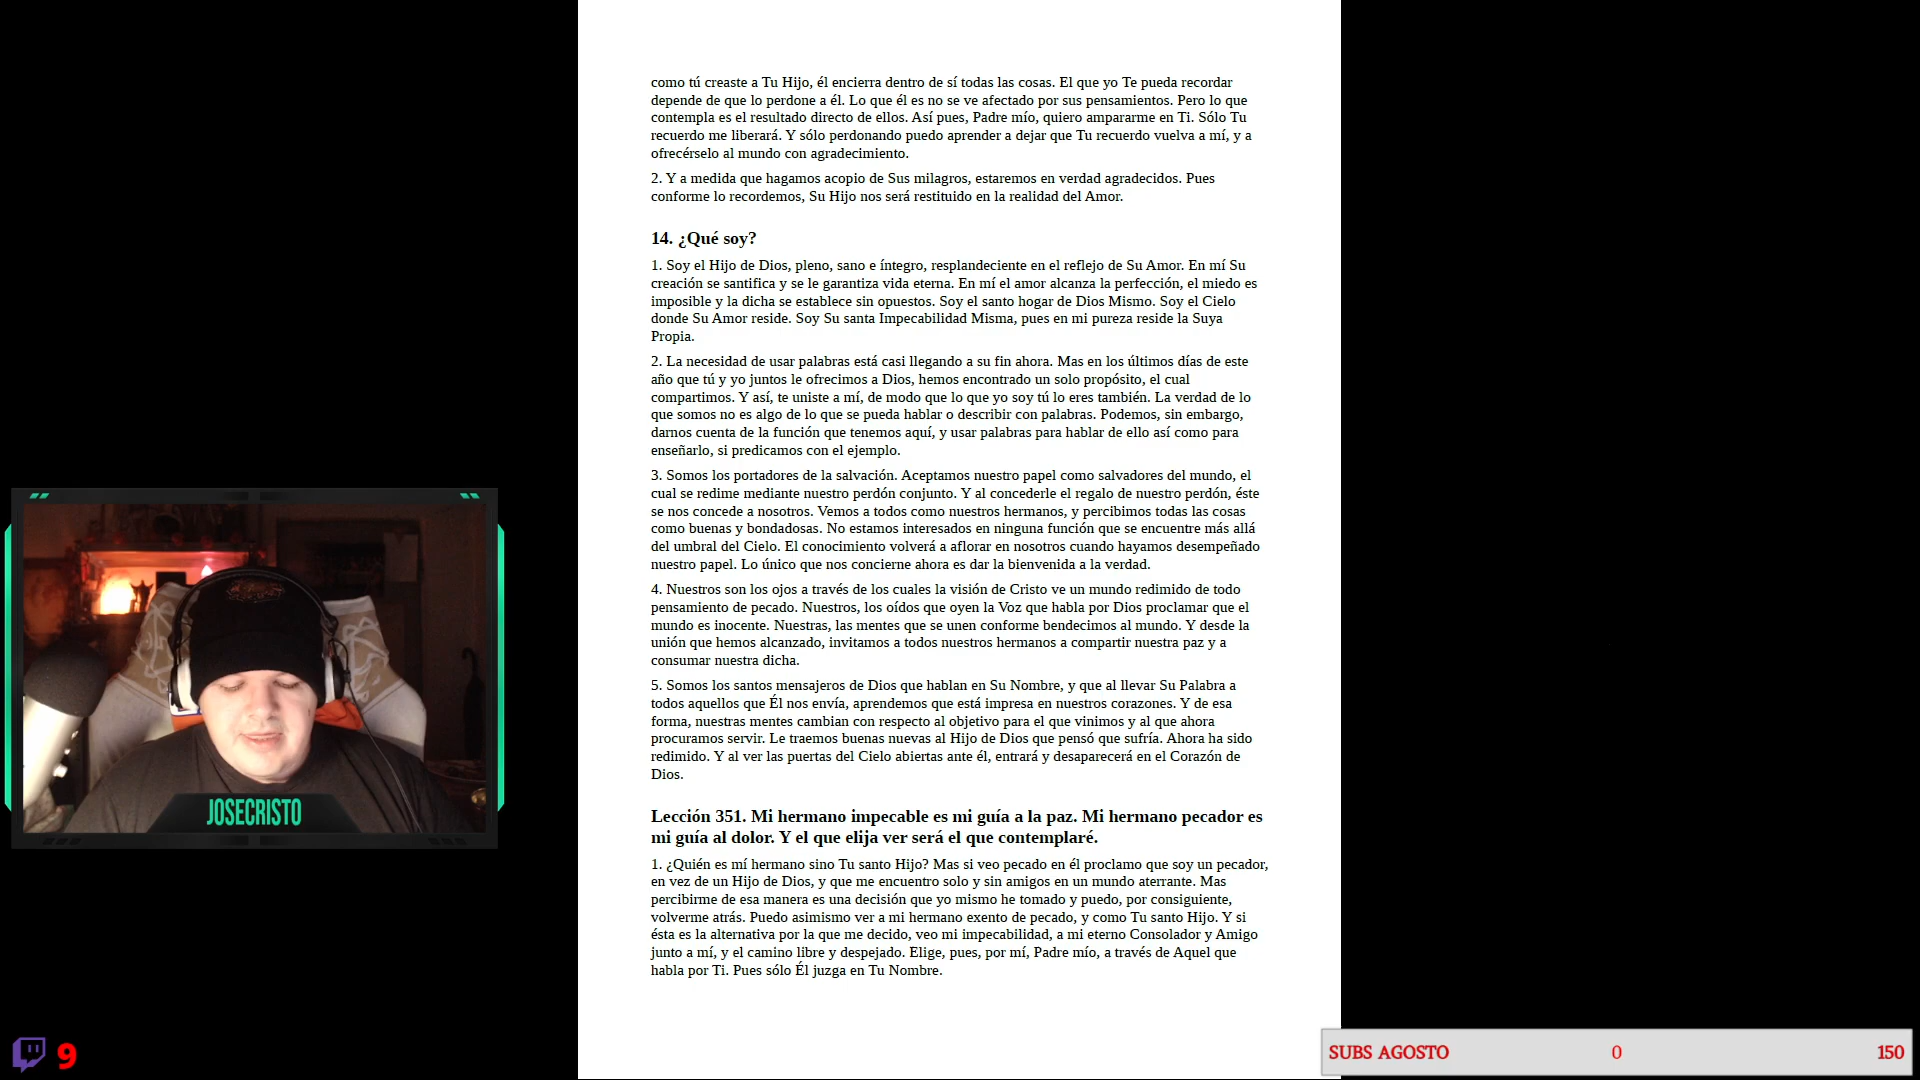 como tú creaste a Tu Hijo, él encierra dentro de sí todas las cosas. El que yo Te pueda recordar
depende de que lo perdone a él. Lo que él es no se ve afectado por sus pensamientos. Pero lo que
contempla es el resultado directo de ellos. Así pues, Padre mío, quiero ampararme en Ti. Sólo Tu
recuerdo me liberará. Y sólo perdonando puedo aprender a dejar que Tu recuerdo vuelva a mí, y a
ofrecérselo al mundo con agradecimiento.
2. Y a medida que hagamos acopio de Sus milagros, estaremos en verdad agradecidos. Pues
conforme lo recordemos, Su Hijo nos será restituido en la realidad del Amor.
14. ¿Qué soy?
1. Soy el Hijo de Dios, pleno, sano e íntegro, resplandeciente en el reflejo de Su Amor. En mí Su
creación se santifica y se le garantiza vida eterna. En mí el amor alcanza la perfección, el miedo es
imposible y la dicha se establece sin opuestos. Soy el santo hogar de Dios Mismo. Soy el Cielo
donde Su Amor reside. Soy Su santa Impecabilidad Misma, pues en mi pureza reside la Suya
Propia.
2. La necesidad de usar palabras está casi llegando a su fin ahora. Mas en los últimos días de este
año que tú y yo juntos le ofrecimos a Dios, hemos encontrado un solo propósito, el cual
compartimos. Y así, te uniste a mí, de modo que lo que yo soy tú lo eres también. La verdad de lo
que somos no es algo de lo que se pueda hablar o describir con palabras. Podemos, sin embargo,
darnos cuenta de la función que tenemos aquí, y usar palabras para hablar de ello así como para
enseñarlo, si predicamos con el ejemplo.
3. Somos los portadores de la salvación. Aceptamos nuestro papel como salvadores del mundo, el
cual se redime mediante nuestro perdón conjunto. Y al concederle el regalo de nuestro perdón, éste
se nos concede a nosotros. Vemos a todos como nuestros hermanos, y percibimos todas las cosas
como buenas y bondadosas. No estamos interesados en ninguna función que se encuentre más allá
del umbral del Cielo. El conocimiento volverá a aflorar en nosotros cuando hayamos desempeñado
nuestro papel. Lo único que nos concierne ahora es dar la bienvenida a la verdad.
4. Nuestros son los ojos a través de los cuales la visión de Cristo ve un mundo redimido de todo
pensamiento de pecado. Nuestros, los oídos que oyen la Voz que habla por Dios proclamar que el
mundo es inocente. Nuestras, las mentes que se unen conforme bendecimos al mundo. Y desde la
unión que hemos alcanzado, invitamos a todos nuestros hermanos a compartir nuestra paz y a
consumar nuestra dicha.
5. Somos los santos mensajeros de Dios que hablan en Su Nombre, y que al llevar Su Palabra a
todos aquellos que Él nos envía, aprendemos que está impresa en nuestros corazones. Y de esa
forma, nuestras mentes cambian con respecto al objetivo para el que vinimos y al que ahora
procuramos servir. Le traemos buenas nuevas al Hijo de Dios que pensó que sufría. Ahora ha sido
redimido. Y al ver las puertas del Cielo abiertas ante él, entrará y desaparecerá en el Corazón de
Dios.
Lección 351. Mi hermano impecable es mi guía a la paz. Mi hermano pecador es
mi guía al dolor. Y el que elija ver será el que contemplaré.
1. ¿Quién es mí hermano sino Tu santo Hijo? Mas si veo pecado en él proclamo que soy un pecador,
en vez de un Hijo de Dios, y que me encuentro solo y sin amigos en un mundo aterrante. Mas
percibirme de esa manera es una decisión que yo mismo he tomado y puedo, por consiguiente,
volverme atrás. Puedo asimismo ver a mi hermano exento de pecado, y como Tu santo Hijo. Y si
ésta es la alternativa por la que me decido, veo mi impecabilidad, a mi eterno Consolador y Amigo
junto a mí, y el camino libre y despejado. Elige, pues, por mí, Padre mío, a través de Aquel que
habla por Ti. Pues sólo Él juzga en Tu Nombre.
JOSECRISTO
9
SUBS AGOSTO 0 150